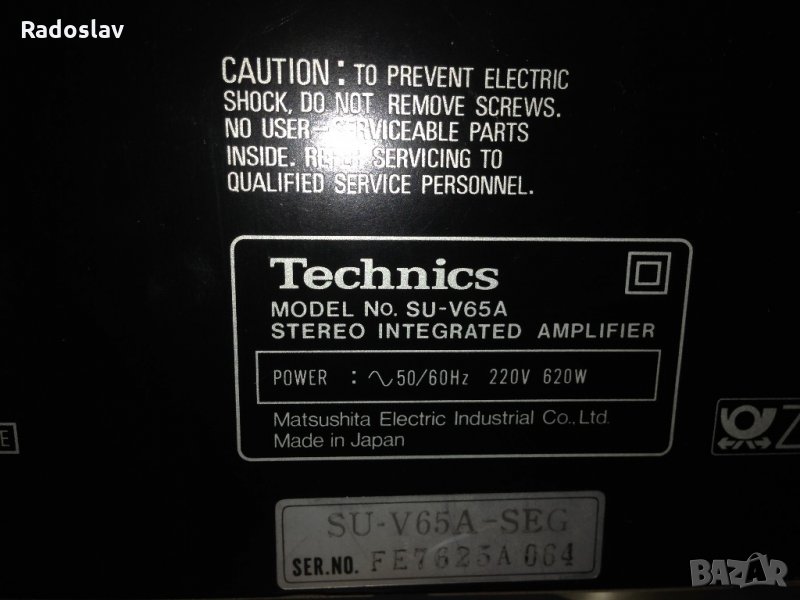 Radoslav
CAUTION : TO PREVENT ELECTRIC
SHOCK, DO NOT REMOVE SCREWS.
NO USER-SERVICEABLE PARTS
INSIDE. REFER SERVICING TO
QUALIFIED SERVICE PERSONNEL.
Technics
MODEL No. SU-V65A
STEREO INTEGRATED AMPLIFIER
POWER : ∿50/60Hz 220V 620W
Matsushita Electric Industrial Co., Ltd.
Made in Japan
E
Z
SU-V65A-SEG
SER.NO. FE7625A064
BAZAR